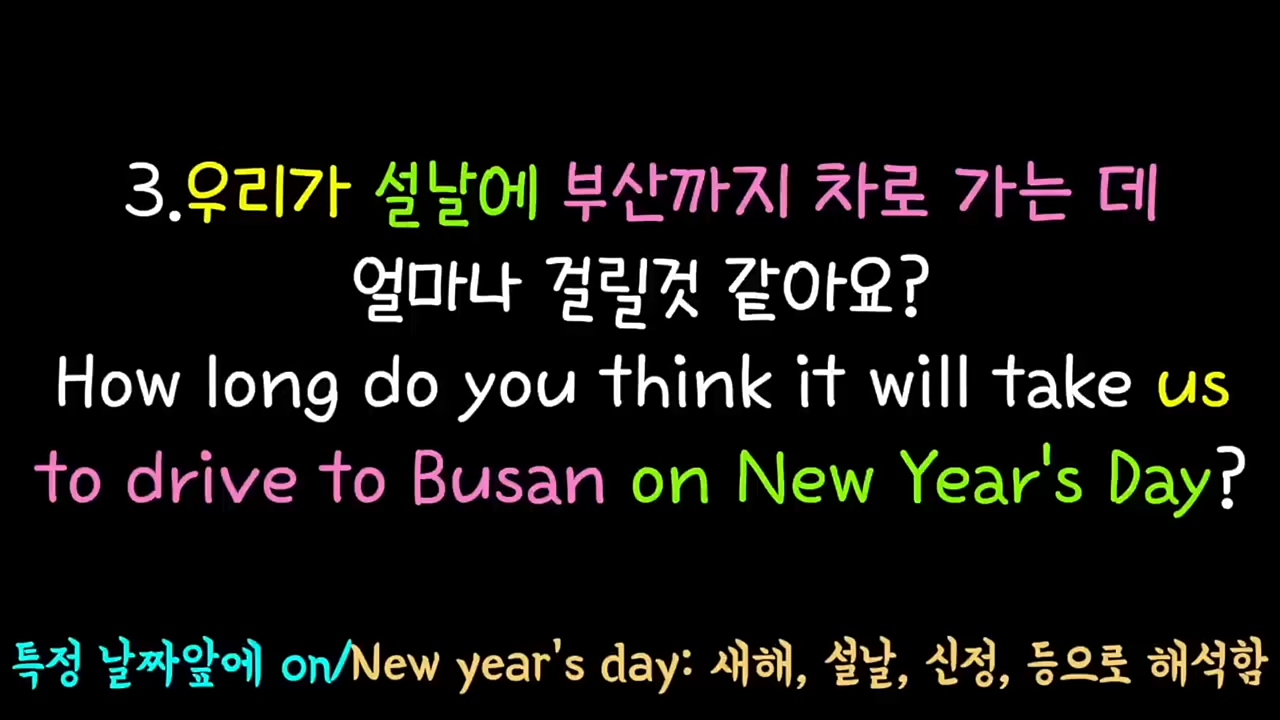 3.우리가 설날에 부산까지 차로 가는 데
얼마나 걸릴것 같아요?
How long do you think it will take us
to drive to Busan on New Year's Day?
특정 날짜앞에 on/New year's day: 새해, 설날, 신정, 등으로 해석함